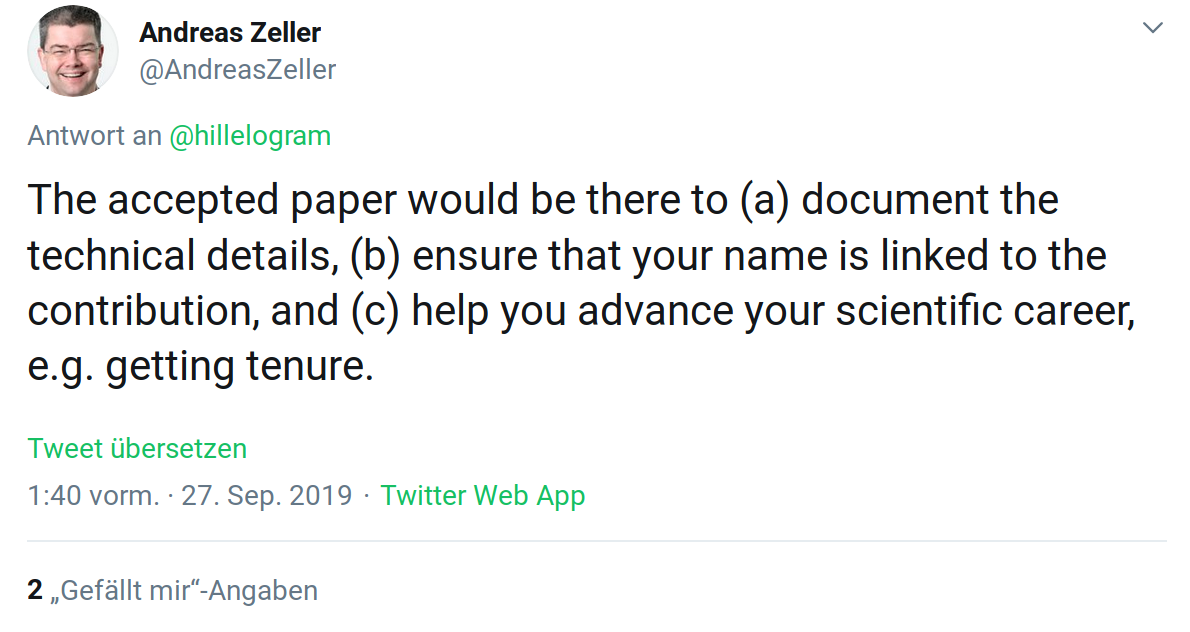 Andreas Zeller
@AndreasZeller
Antwort an @hillelogram
The accepted paper would be there to (a) document the
technical details, (b) ensure that your name is linked to the
contribution, and (c) help you advance your scientific career,
e.g. getting tenure.
Tweet übersetzen
1:40 vorm. · 27. Sep. 2019 · Twitter Web App
2 „Gefällt mir“-Angaben